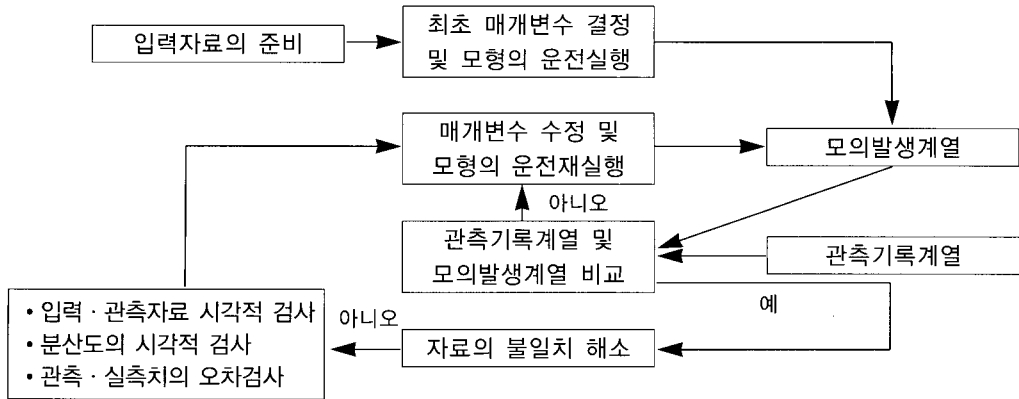 입력자료의 준비
최초 매개변수 결정
및 모형의 운전실행
매개변수 수정 및
모형의 운전재실행
모의발생계열
아니오
관측기록계열 및
모의발생계열 비교
관측기록계열
예
• 입력 · 관측자료 시각적 검사
• 분산도의 시각적 검사
• 관측 · 실측치의 오차검사
아니오
자료의 불일치 해소